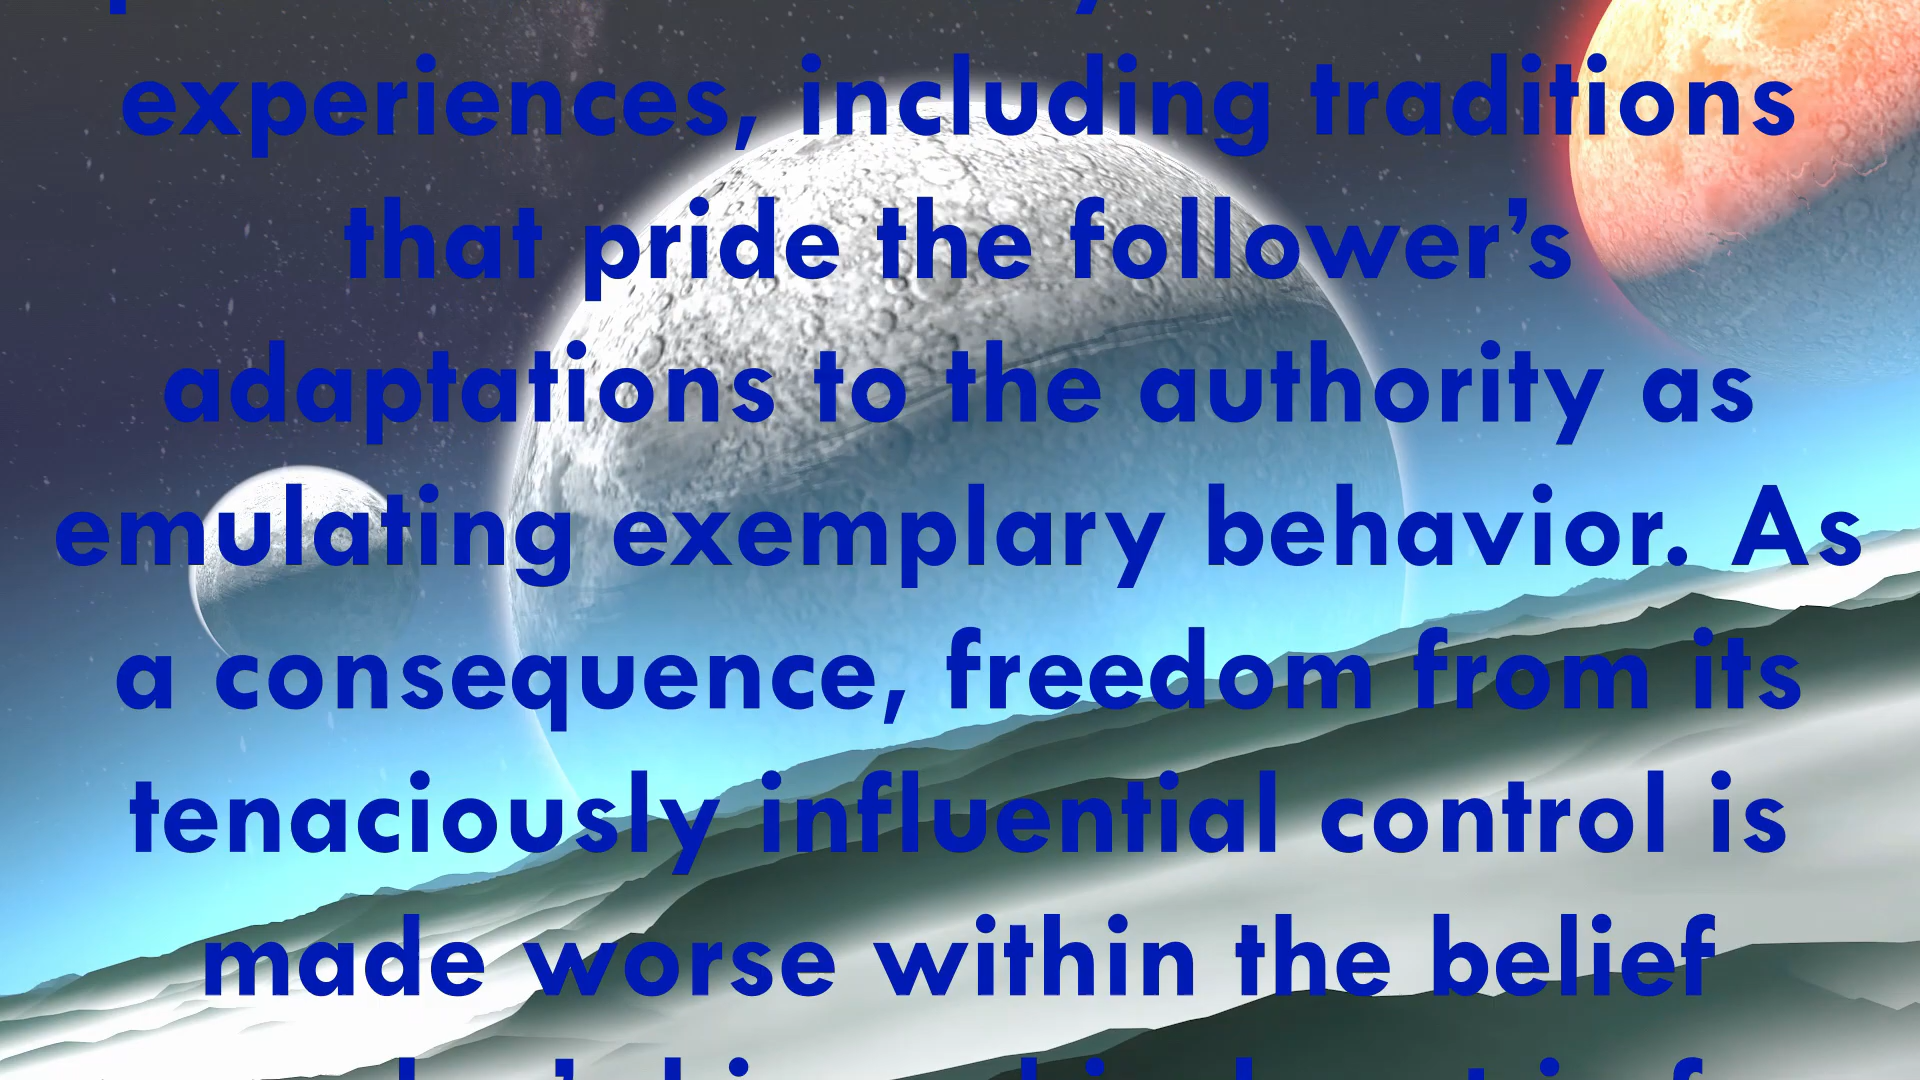 experiences, including traditions
that pride the follower’s
adaptations to the authority as
emulating exemplary behavior. As
a consequence, freedom from its
tenaciously influential control is
made worse within the belief